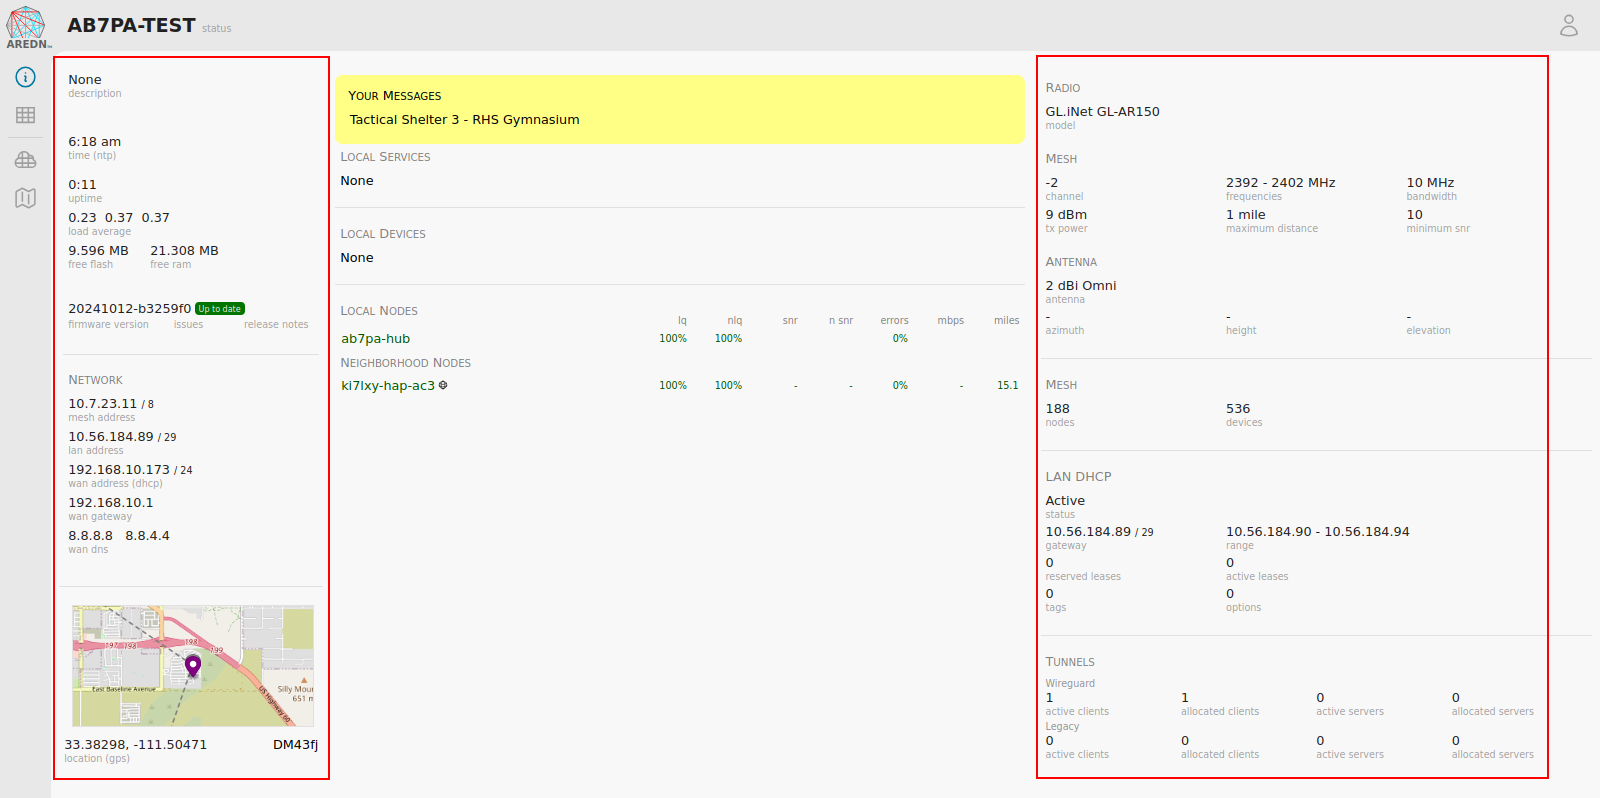 AREDN
AB7PA-TEST status
None
description
6:18 am
time (ntp)
0:11
uptime
0.23 0.37 0.37
load average
9.596 MB 21.308 MB
free flash free ram
20241012-b3259f0 Up to date
firmware version issues release notes
NETWORK
10.7.23.11 / 8
mesh address
10.56.184.89 / 29
lan address
192.168.10.173 / 24
wan address (dhcp)
192.168.10.1
wan gateway
8.8.8.8 8.8.4.4
wan dns
197 198 198
199
East Baseline Avenue
US Highway 60
Silly Mour
651 m
33.38298, -111.50471 DM43fj
location (gps)
YOUR MESSAGES
Tactical Shelter 3 - RHS Gymnasium
LOCAL SERVICES
None
LOCAL DEVICES
None
LOCAL NODES
lq nlq snr n snr errors mbps miles
ab7pa-hub 100% 100% 0%
NEIGHBORHOOD NODES
ki7lxy-hap-ac3 100% 100% - - 0% - 15.1
RADIO
GL.iNet GL-AR150
model
MESH
-2 2392 - 2402 MHz 10 MHz
channel frequencies bandwidth
9 dBm 1 mile 10
tx power maximum distance minimum snr
ANTENNA
2 dBi Omni
antenna
- - -
azimuth height elevation
MESH
188 536
nodes devices
LAN DHCP
Active
status
10.56.184.89 / 29 10.56.184.90 - 10.56.184.94
gateway range
0 0
reserved leases active leases
0 0
tags options
TUNNELS
Wireguard
1 1 0 0
active clients allocated clients active servers allocated servers
Legacy
0 0 0 0
active clients allocated clients active servers allocated servers